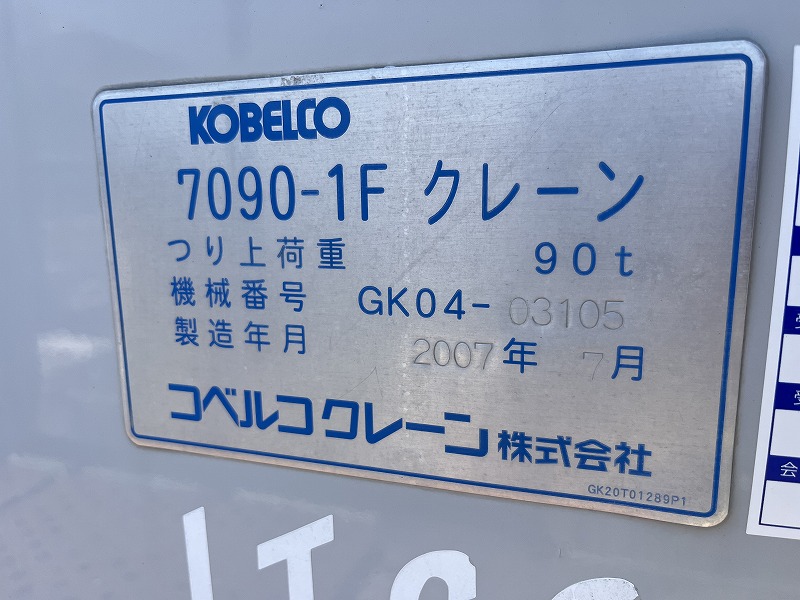 KOBELCO
7090-1F クレーン
つり上荷重 90t
機械番号 GK04-03105
製造年月 2007年 7月
コベルコクレーン株式会社
GK20T01289P1
会